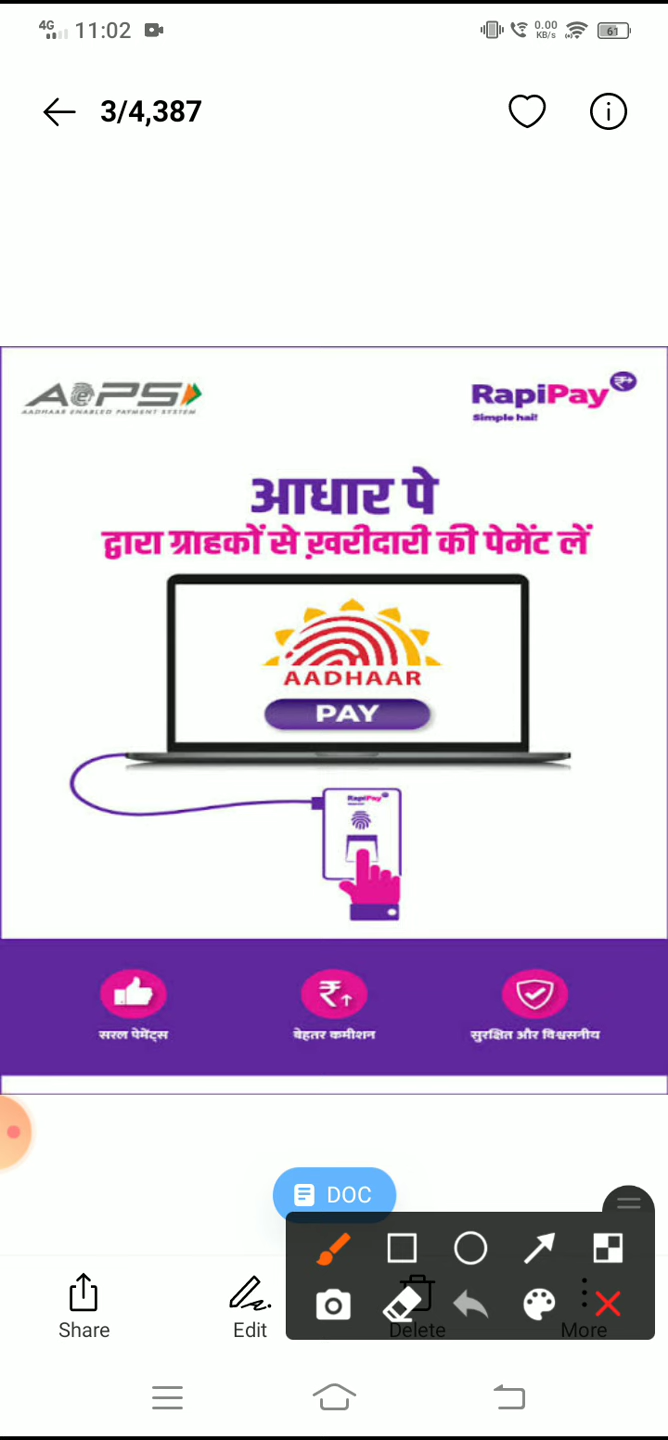 4G 11:02 0.00 KB/s 61
3/4,387
AePS
AADHAAR ENABLED PAYMENT SYSTEM
RapiPay
Simple hai!
आधार पे
द्वारा ग्राहकों से ख़रीदारी की पेमेंट लें
AADHAAR
PAY
RapiPay
सरल पेमेंट्स बेहतर कमीशन सुरक्षित और विश्वसनीय
DOC
Share Edit Delete More